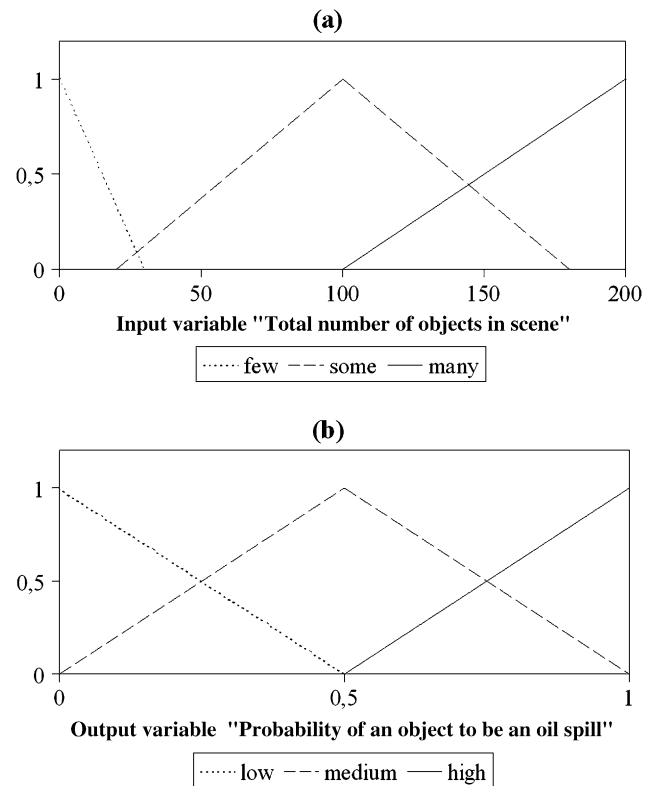 (a)
1
0,5
0
0 50 100 150 200
Input variable "Total number of objects in scene"
few some many
(b)
1
0,5
0
0 0,5 1
Output variable "Probability of an object to be an oil spill"
low medium high